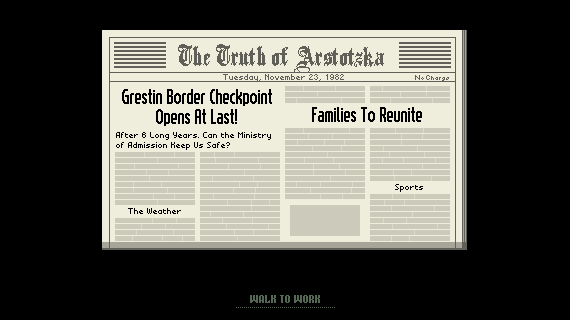 The Truth of Arstotzka
Tuesday, November 23, 1982
No Charge
Grestin Border Checkpoint
Opens At Last!
After 6 Long Years. Can the Ministry
of Admission Keep Us Safe?
The Weather
Families To Reunite
Sports
WALK TO WORK